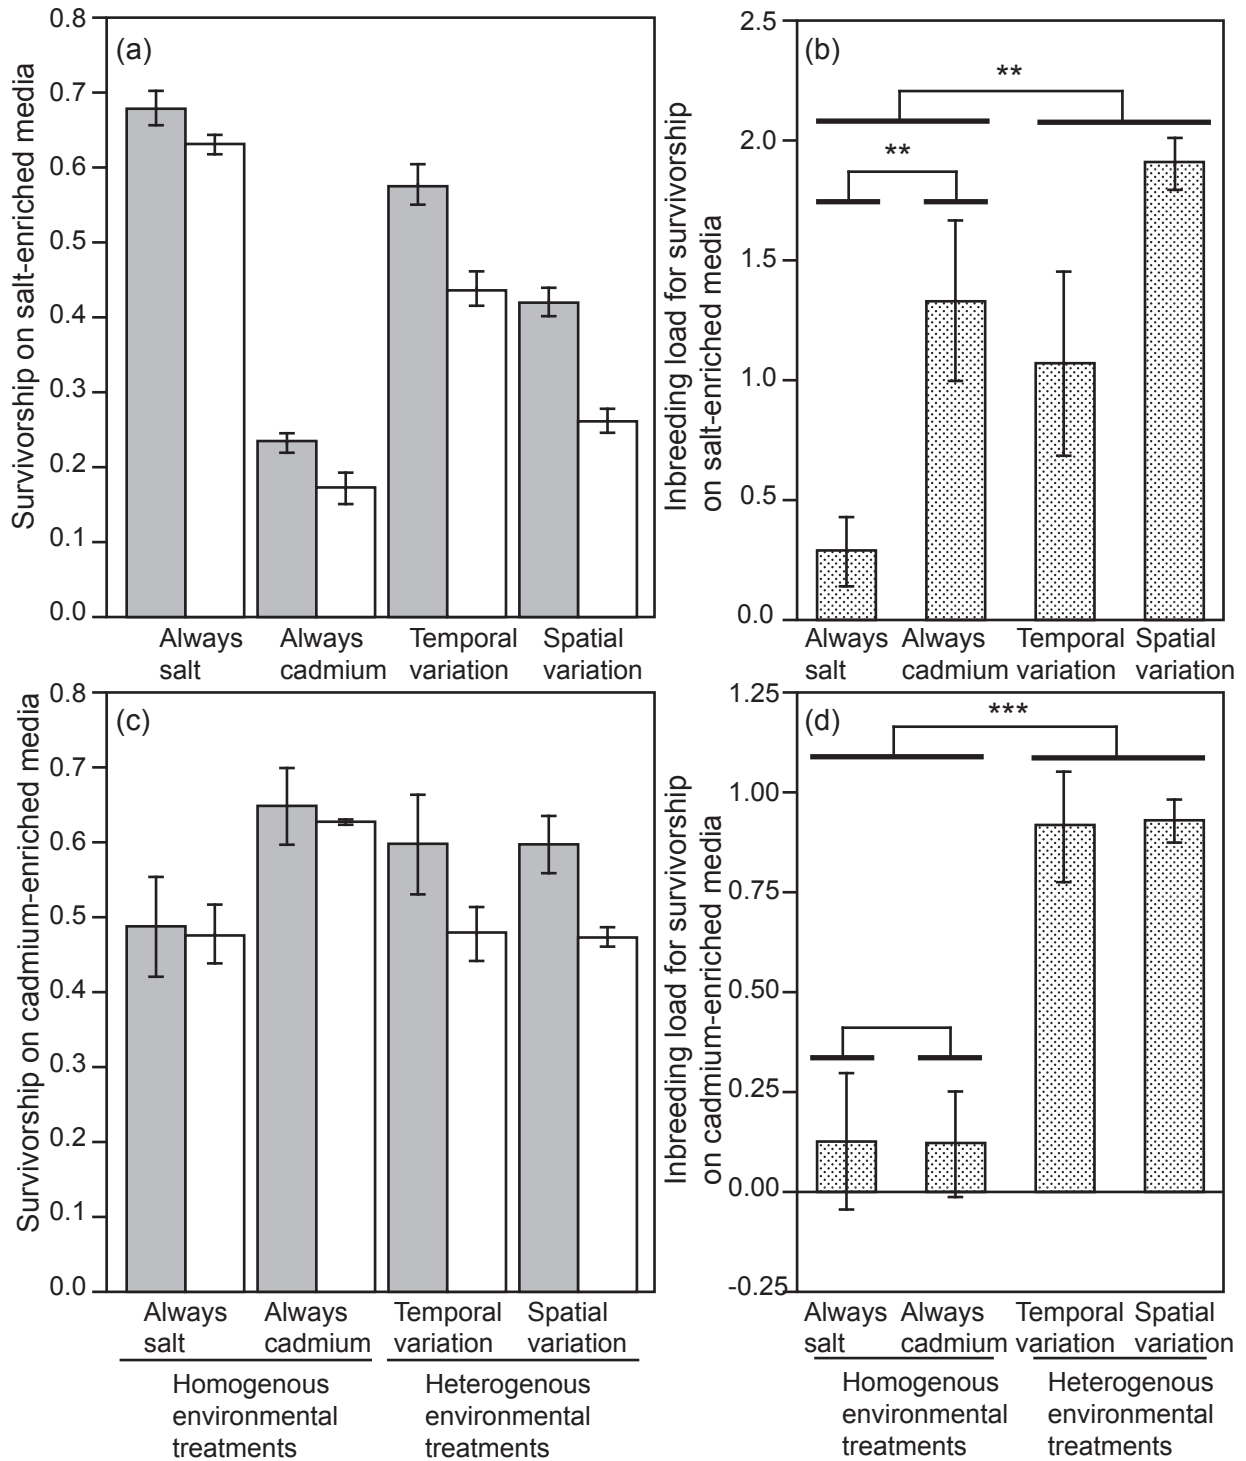 (a)
Survivorship on salt-enriched media
0.8
0.7
0.6
0.5
0.4
0.3
0.2
0.1
0.0
Always
salt
Always
cadmium
Temporal
variation
Spatial
variation
(b)
Inbreeding load for survivorship
on salt-enriched media
2.5
2.0
1.5
1.0
0.5
0.0
**
**
Always
salt
Always
cadmium
Temporal
variation
Spatial
variation
(c)
Survivorship on cadmium-enriched media
0.8
0.7
0.6
0.5
0.4
0.3
0.2
0.1
0.0
Always
salt
Always
cadmium
Temporal
variation
Spatial
variation
Homogenous
environmental
treatments
Heterogenous
environmental
treatments
(d)
Inbreeding load for survivorship
on cadmium-enriched media
1.25
1.00
0.75
0.50
0.25
0.00
-0.25
***
Always
salt
Always
cadmium
Temporal
variation
Spatial
variation
Homogenous
environmental
treatments
Heterogenous
environmental
treatments